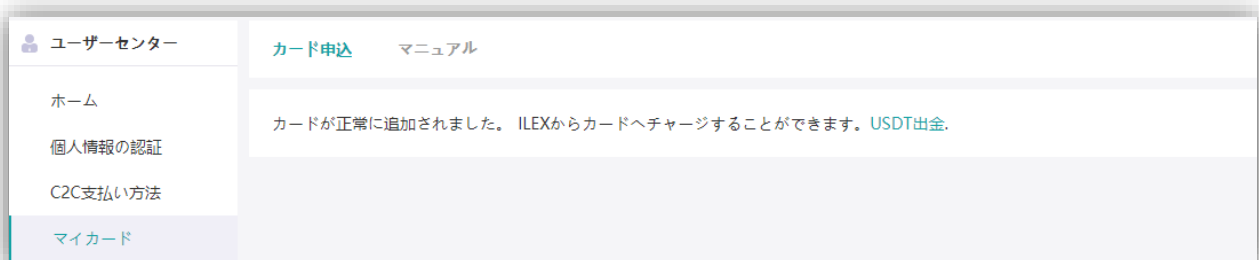 ユーザーセンター
カード申込 マニュアル
ホーム
カードが正常に追加されました。 ILEXからカードへチャージすることができます。USDT出金.
個人情報の認証
C2C支払い方法
マイカード